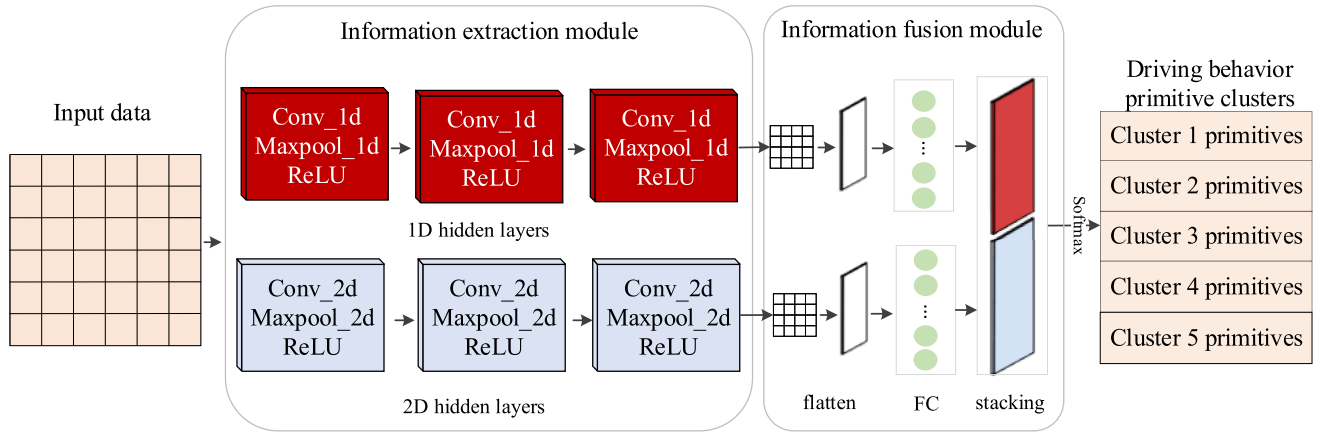 Information extraction module
Information fusion module
Input data
Conv_1d
Maxpool_1d
ReLU
Conv_1d
Maxpool_1d
ReLU
Conv_1d
Maxpool_1d
ReLU
1D hidden layers
Conv_2d
Maxpool_2d
ReLU
Conv_2d
Maxpool_2d
ReLU
Conv_2d
Maxpool_2d
ReLU
2D hidden layers
...
...
flatten
FC
stacking
Softmax
Driving behavior
primitive clusters
Cluster 1 primitives
Cluster 2 primitives
Cluster 3 primitives
Cluster 4 primitives
Cluster 5 primitives